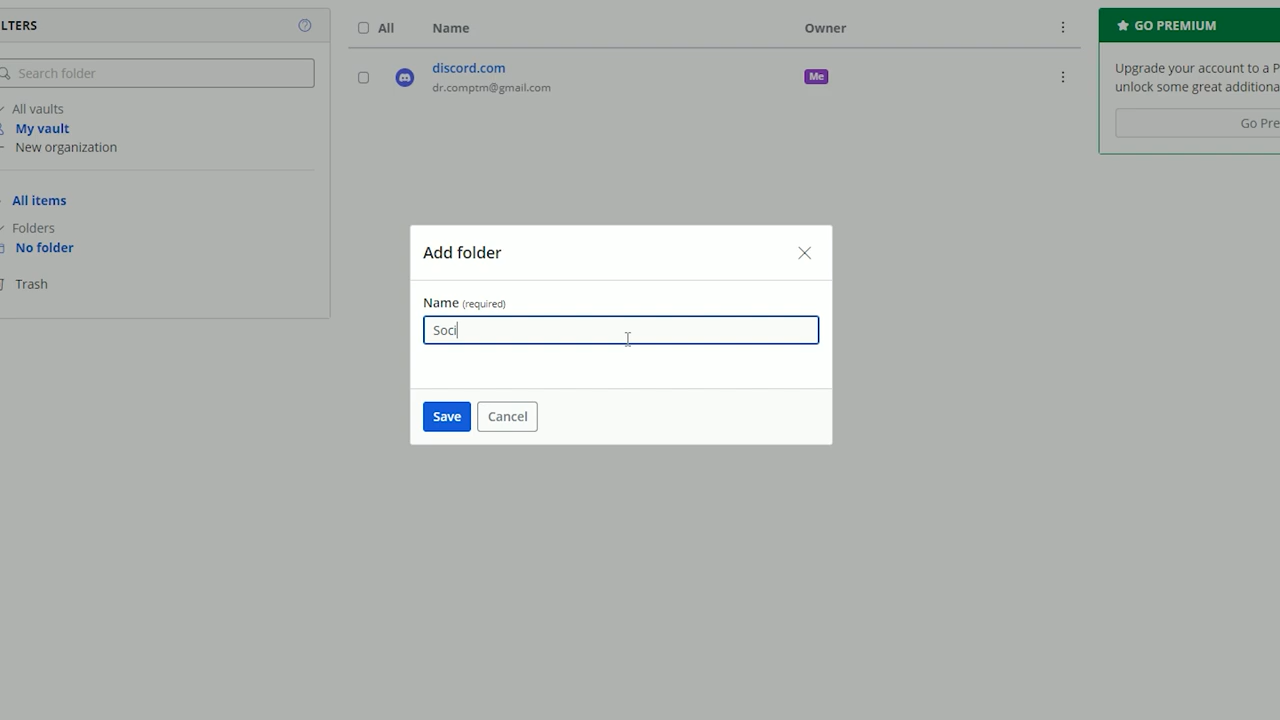 LTERS
Search folder
All vaults
My vault
New organization
All items
Folders
No folder
Trash
All Name Owner
discord.com
dr.comptm@gmail.com
Me
GO PREMIUM
Upgrade your account to a P
unlock some great additiona
Go Pre
Add folder
Name (required)
Soci
Save Cancel